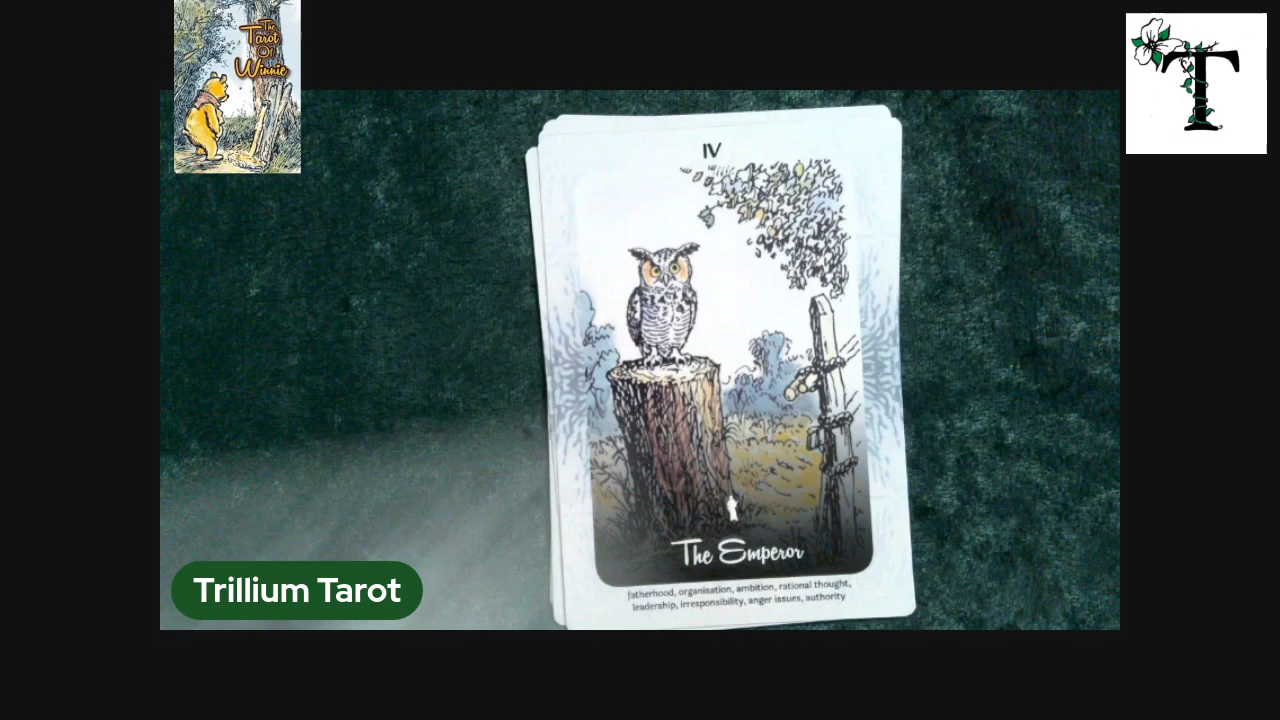 The
Tarot
Of
Winnie
T
IV
The Emperor
fatherhood, organisation, ambition, rational thought,
leadership, irresponsibility, anger issues, authority
Trillium Tarot